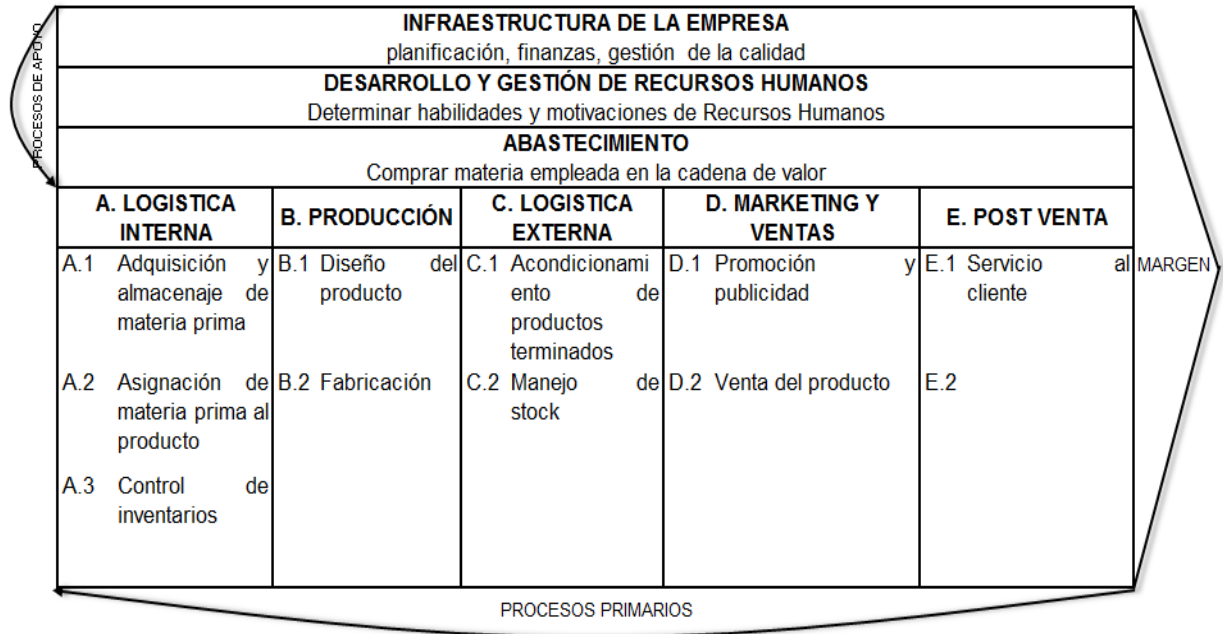 PROCESOS DE APOYO
INFRAESTRUCTURA DE LA EMPRESA
planificación, finanzas, gestión de la calidad
DESARROLLO Y GESTIÓN DE RECURSOS HUMANOS
Determinar habilidades y motivaciones de Recursos Humanos
ABASTECIMIENTO
Comprar materia empleada en la cadena de valor
A. LOGISTICA
INTERNA
B. PRODUCCIÓN
C. LOGISTICA
EXTERNA
D. MARKETING Y
VENTAS
E. POST VENTA
A.1 Adquisición y
almacenaje de
materia prima
A.2 Asignación de
materia prima al
producto
A.3 Control de
inventarios
B.1 Diseño del
producto
B.2 Fabricación
C.1 Acondicionami
ento de
productos
terminados
C.2 Manejo de
stock
D.1 Promoción y
publicidad
D.2 Venta del producto
E.1 Servicio al
cliente
E.2
MARGEN
PROCESOS PRIMARIOS